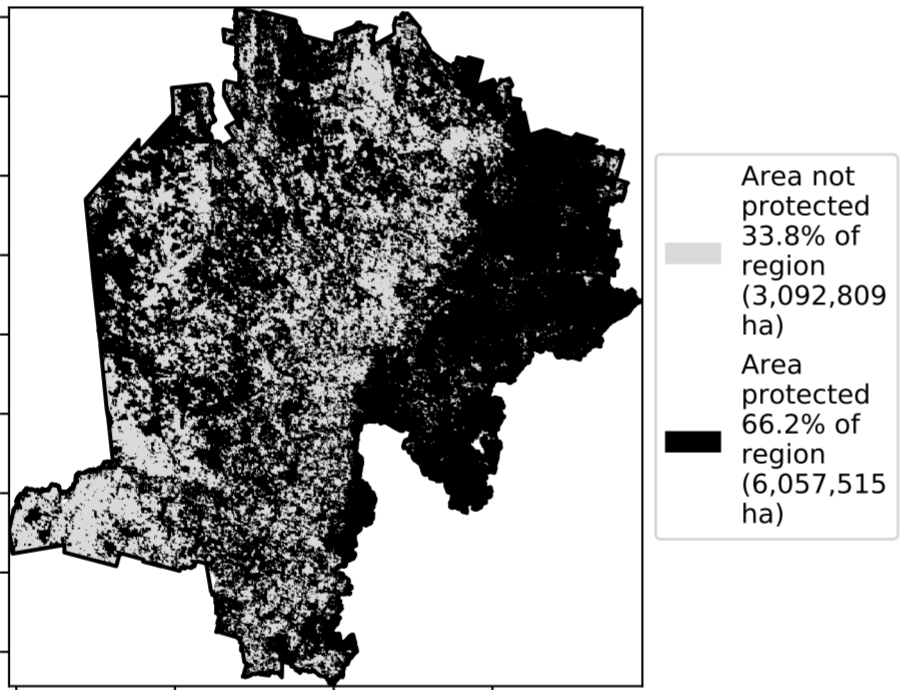 Area not
protected
33.8% of
region
(3,092,809
ha)
Area
protected
66.2% of
region
(6,057,515
ha)